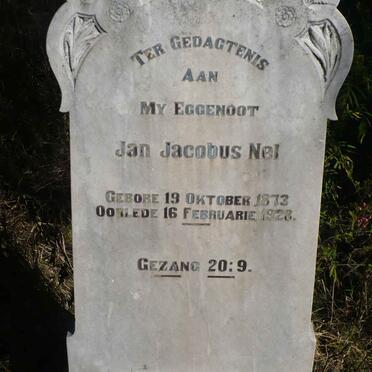 TER GEDAGTENIS
AAN
MY EGGENOOT
Jan Jacobus Nel
GEBORE 19 OKTOBER 1873
OORLEDE 16 FEBRUARIE 1928.
GEZANG 20:9.